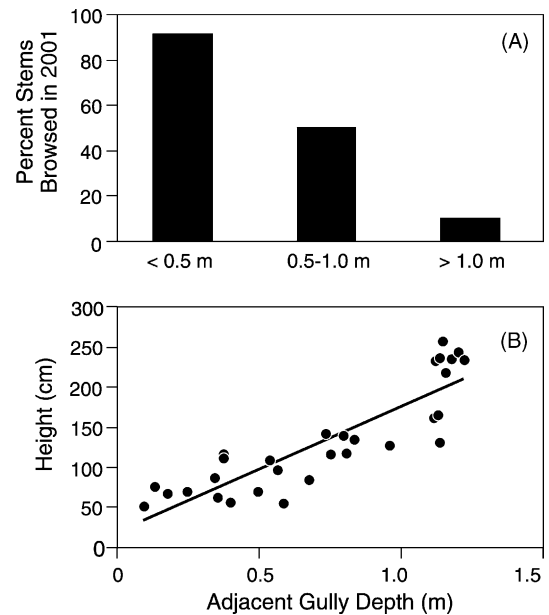 (A)
Percent Stems
Browsed in 2001
100
80
60
40
20
0
< 0.5 m
0.5-1.0 m
> 1.0 m
(B)
Height (cm)
300
250
200
150
100
50
0
0
0.5
1.0
1.5
Adjacent Gully Depth (m)